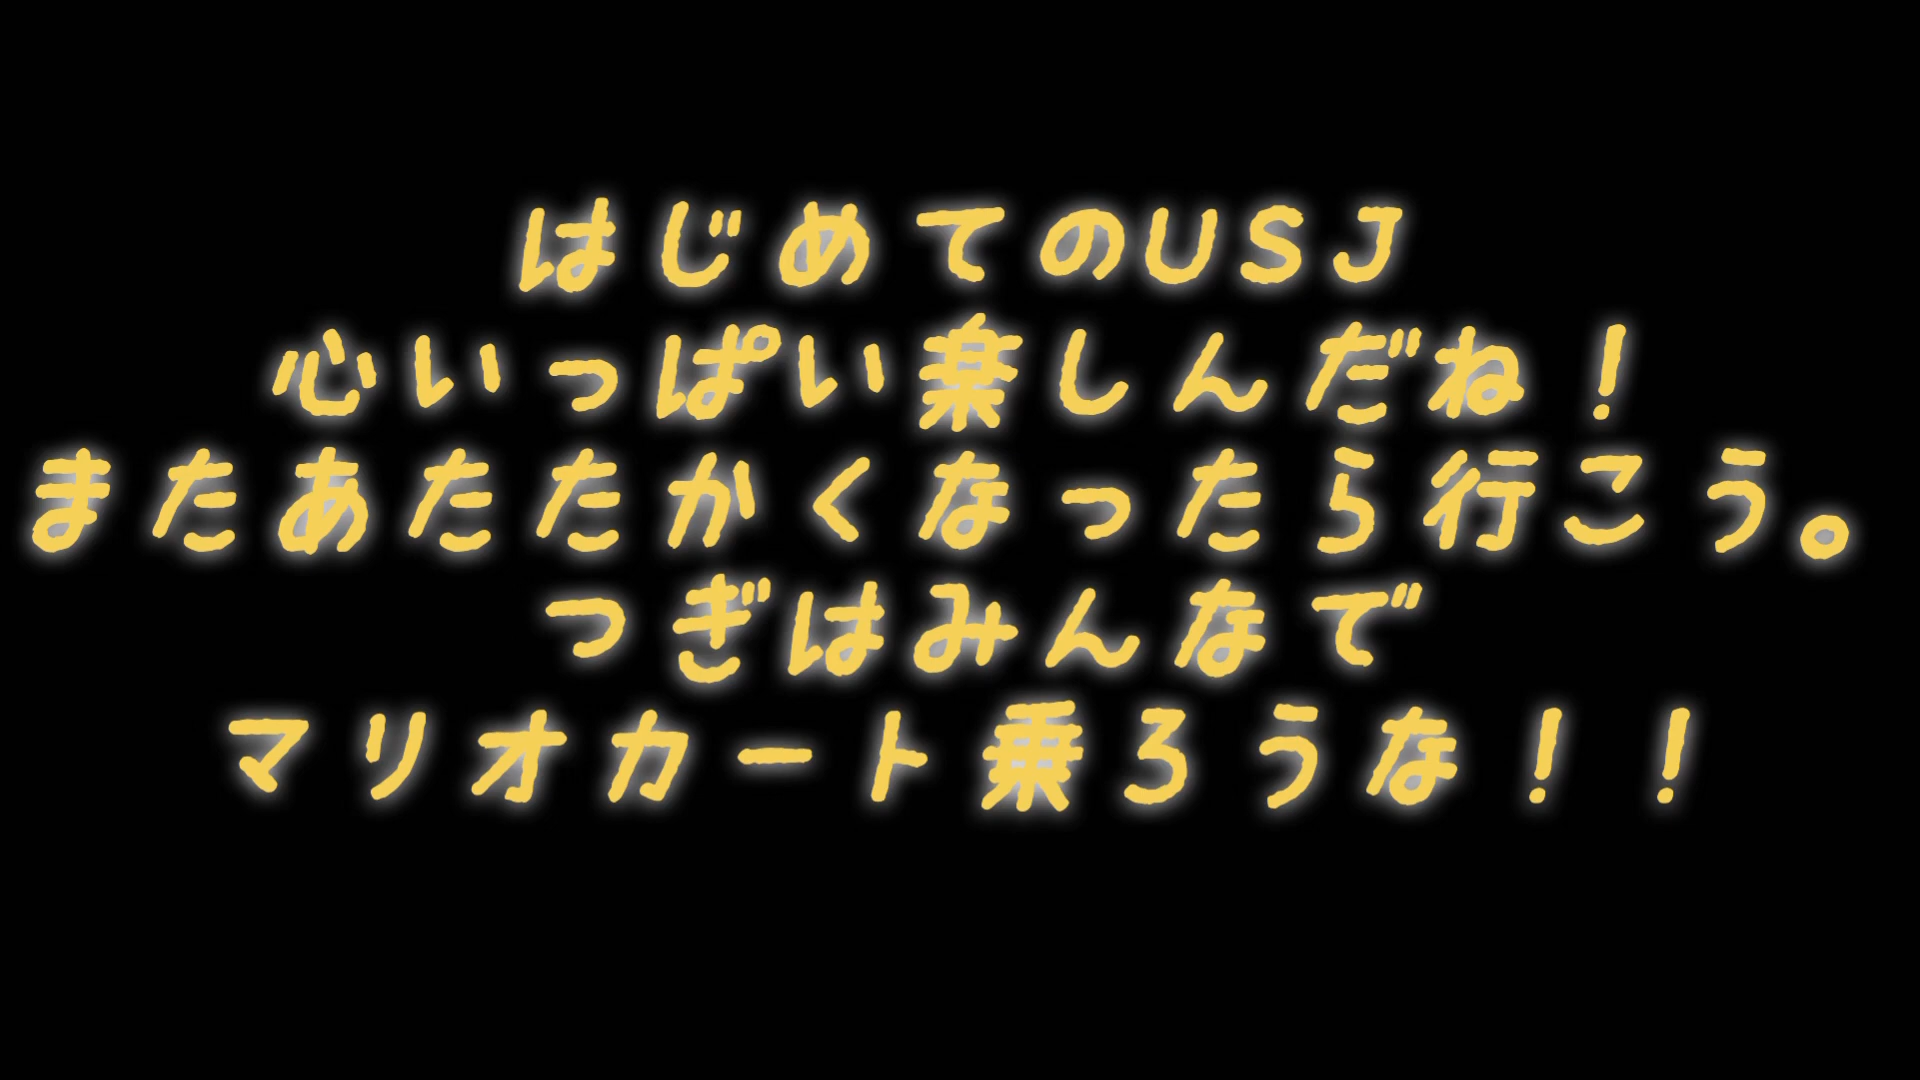 はじめてのUSJ
心いっぱい楽しんだね！
またあたたかくなったら行こう。
つぎはみんなで
マリオカート乗ろうな！！